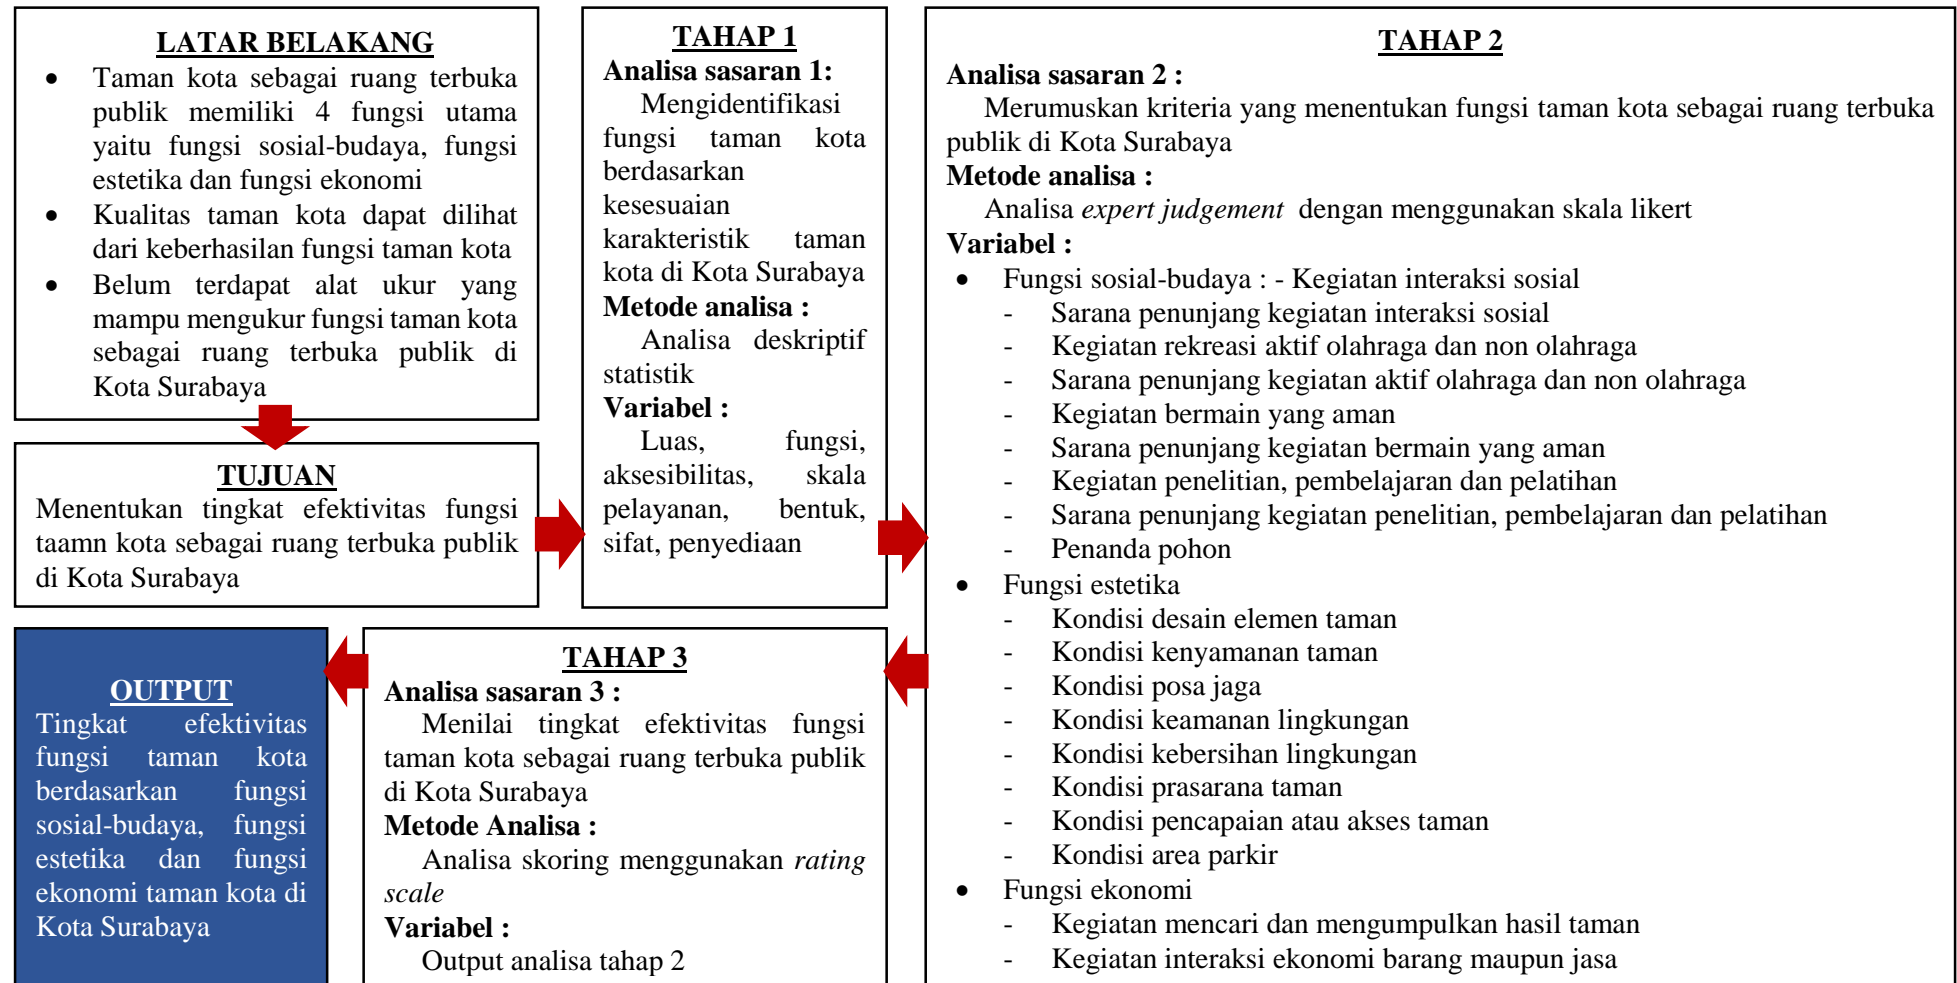 LATAR BELAKANG
• Taman kota sebagai ruang terbuka
publik memiliki 4 fungsi utama
yaitu fungsi sosial-budaya, fungsi
estetika dan fungsi ekonomi
• Kualitas taman kota dapat dilihat
dari keberhasilan fungsi taman kota
• Belum terdapat alat ukur yang
mampu mengukur fungsi taman kota
sebagai ruang terbuka publik di
Kota Surabaya
TUJUAN
Menentukan tingkat efektivitas fungsi
taamn kota sebagai ruang terbuka publik
di Kota Surabaya
TAHAP 1
Analisa sasaran 1:
Mengidentifikasi
fungsi taman kota
berdasarkan
kesesuaian
karakteristik taman
kota di Kota Surabaya
Metode analisa :
Analisa deskriptif
statistik
Variabel :
Luas, fungsi,
aksesibilitas, skala
pelayanan, bentuk,
sifat, penyediaan
TAHAP 2
Analisa sasaran 2 :
Merumuskan kriteria yang menentukan fungsi taman kota sebagai ruang terbuka
publik di Kota Surabaya
Metode analisa :
Analisa expert judgement dengan menggunakan skala likert
Variabel :
• Fungsi sosial-budaya : - Kegiatan interaksi sosial
- Sarana penunjang kegiatan interaksi sosial
- Kegiatan rekreasi aktif olahraga dan non olahraga
- Sarana penunjang kegiatan aktif olahraga dan non olahraga
- Kegiatan bermain yang aman
- Sarana penunjang kegiatan bermain yang aman
- Kegiatan penelitian, pembelajaran dan pelatihan
- Sarana penunjang kegiatan penelitian, pembelajaran dan pelatihan
- Penanda pohon
• Fungsi estetika
- Kondisi desain elemen taman
- Kondisi kenyamanan taman
- Kondisi posa jaga
- Kondisi keamanan lingkungan
- Kondisi kebersihan lingkungan
- Kondisi prasarana taman
- Kondisi pencapaian atau akses taman
- Kondisi area parkir
• Fungsi ekonomi
- Kegiatan mencari dan mengumpulkan hasil taman
- Kegiatan interaksi ekonomi barang maupun jasa
TAHAP 3
Analisa sasaran 3 :
Menilai tingkat efektivitas fungsi
taman kota sebagai ruang terbuka publik
di Kota Surabaya
Metode Analisa :
Analisa skoring menggunakan rating
scale
Variabel :
Output analisa tahap 2
OUTPUT
Tingkat efektivitas
fungsi taman kota
berdasarkan fungsi
sosial-budaya, fungsi
estetika dan fungsi
ekonomi taman kota di
Kota Surabaya